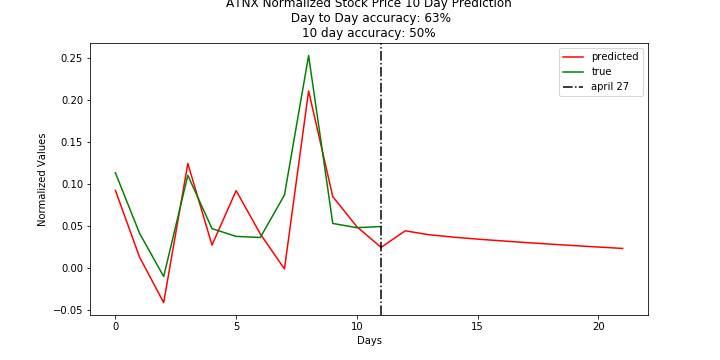 ATNX Normalized Stock Price 10 Day Prediction
Day to Day accuracy: 63%
10 day accuracy: 50%
predicted
true
april 27
Normalized Values
0.25
0.20
0.15
0.10
0.05
0.00
−0.05
0 5 10 15 20
Days